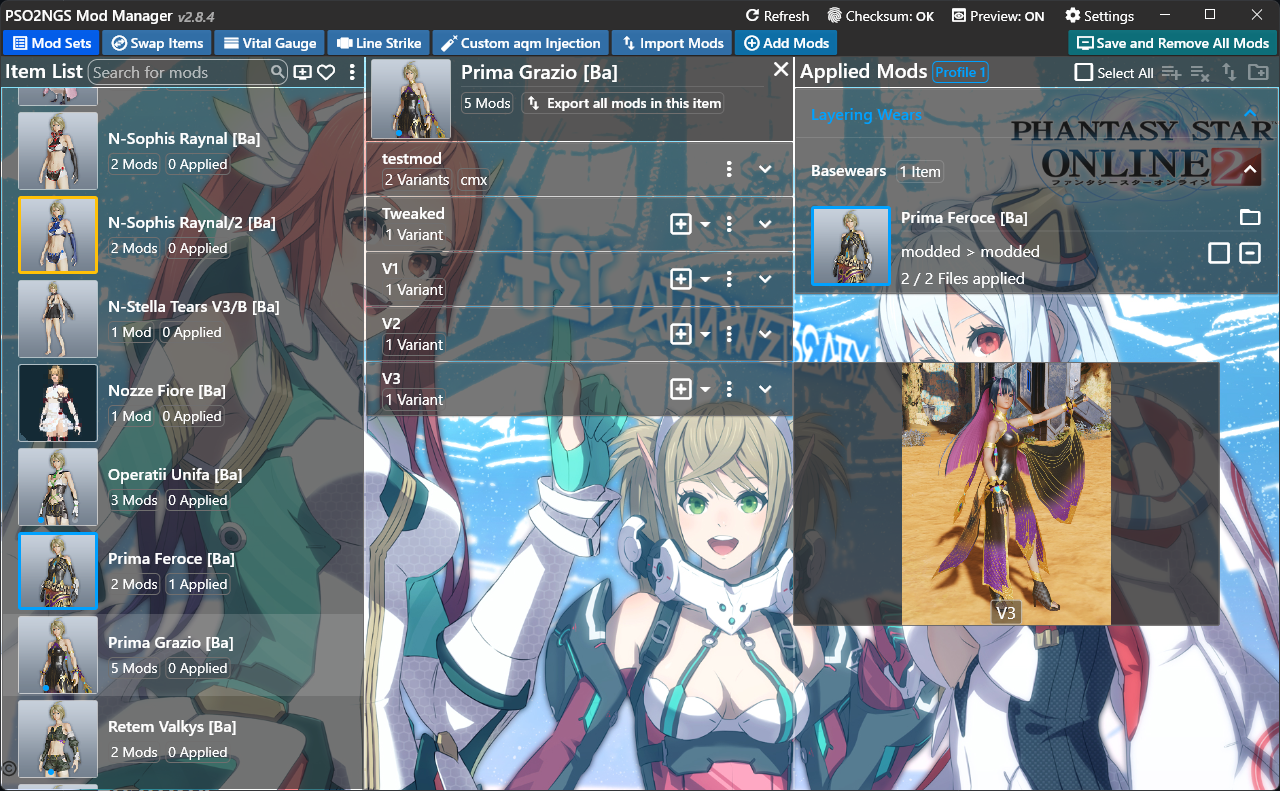 PSO2NGS Mod Manager v2.8.4
Refresh
Checksum: OK
Preview: ON
Settings
Mod Sets
Swap Items
Vital Gauge
Line Strike
Custom aqm Injection
Import Mods
Add Mods
Save and Remove All Mods
Item List
Search for mods
N-Sophis Raynal [Ba]
2 Mods 0 Applied
N-Sophis Raynal/2 [Ba]
2 Mods 0 Applied
N-Stella Tears V3/B [Ba]
1 Mod 0 Applied
Nozze Fiore [Ba]
1 Mod 0 Applied
Operatii Unifa [Ba]
3 Mods 0 Applied
Prima Feroce [Ba]
2 Mods 1 Applied
Prima Grazio [Ba]
5 Mods 0 Applied
Retem Valkys [Ba]
2 Mods 0 Applied
©
Prima Grazio [Ba]
5 Mods
Export all mods in this item
testmod
2 Variants cmx
Tweaked
1 Variant
V1
1 Variant
V2
1 Variant
V3
1 Variant
Applied Mods Profile 1
Select All
Layering Wears
PHANTASY STAR
ONLINE 2
ファンタシースターオンライン
Basewears 1 Item
Prima Feroce [Ba]
modded > modded
2 / 2 Files applied
V3